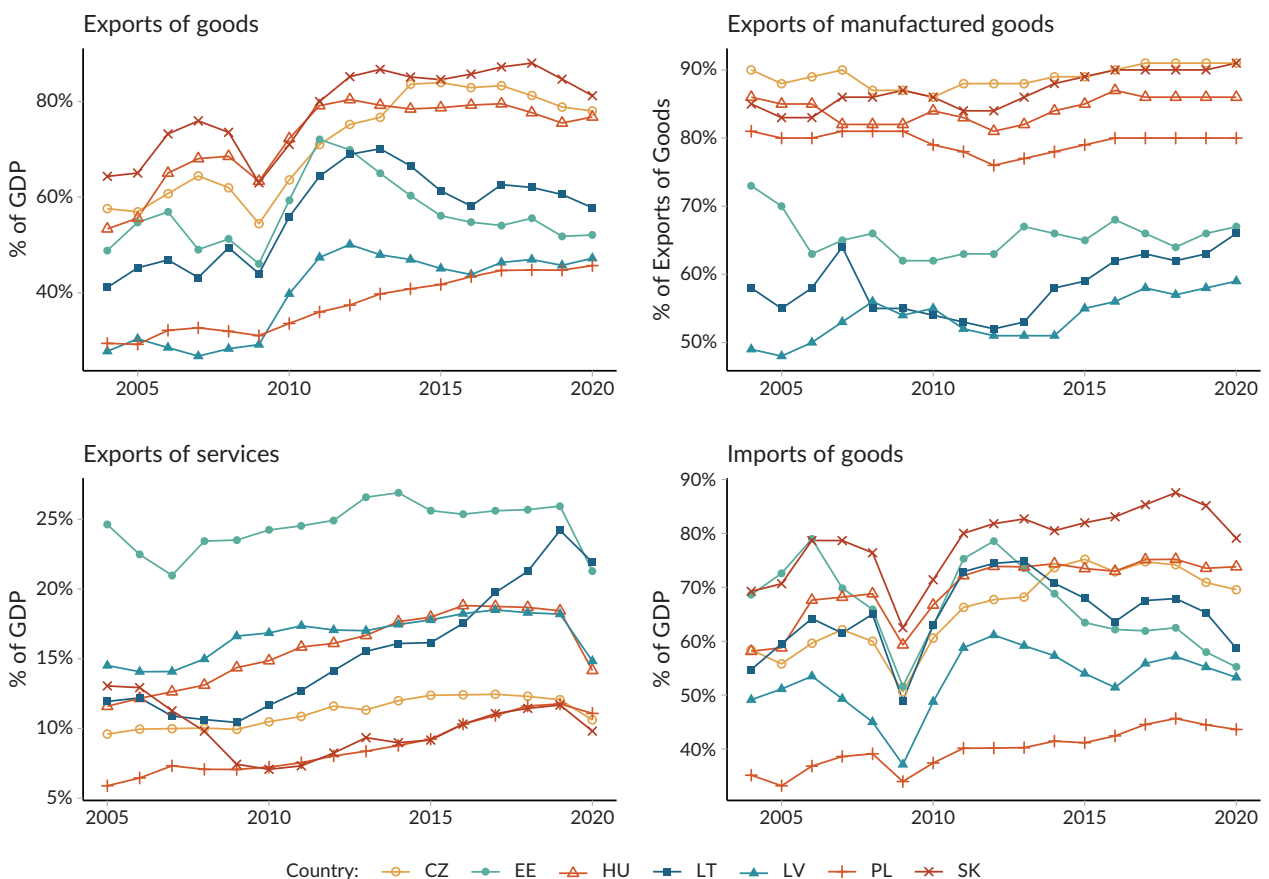 Exports of goods
% of GDP
80%
60%
40%
2005 2010 2015 2020
Exports of manufactured goods
% of Exports of Goods
90%
80%
70%
60%
50%
2005 2010 2015 2020
Exports of services
% of GDP
25%
20%
15%
10%
5%
2005 2010 2015 2020
Imports of goods
% of GDP
90%
80%
70%
60%
50%
40%
2005 2010 2015 2020
Country: CZ EE HU LT LV PL SK